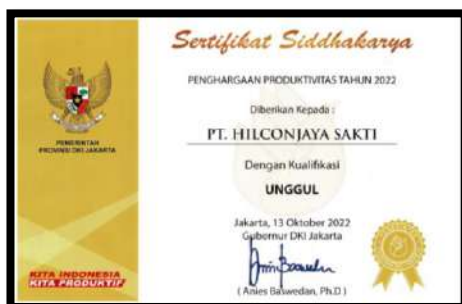 Sertifikat Siddhakarya
PENGHARGAAN PRODUKTIVITAS TAHUN 2022
Diberikan Kepada :
PT. HILCONJAYA SAKTI
Dengan Kualifikasi
UNGGUL
Jakarta, 13 Oktober 2022
Gubernur DKI Jakarta
( Anies Baswedan, Ph.D )
PEMERINTAH
PROVINSI DKI JAKARTA
KITA INDONESIA
KITA PRODUKTIF